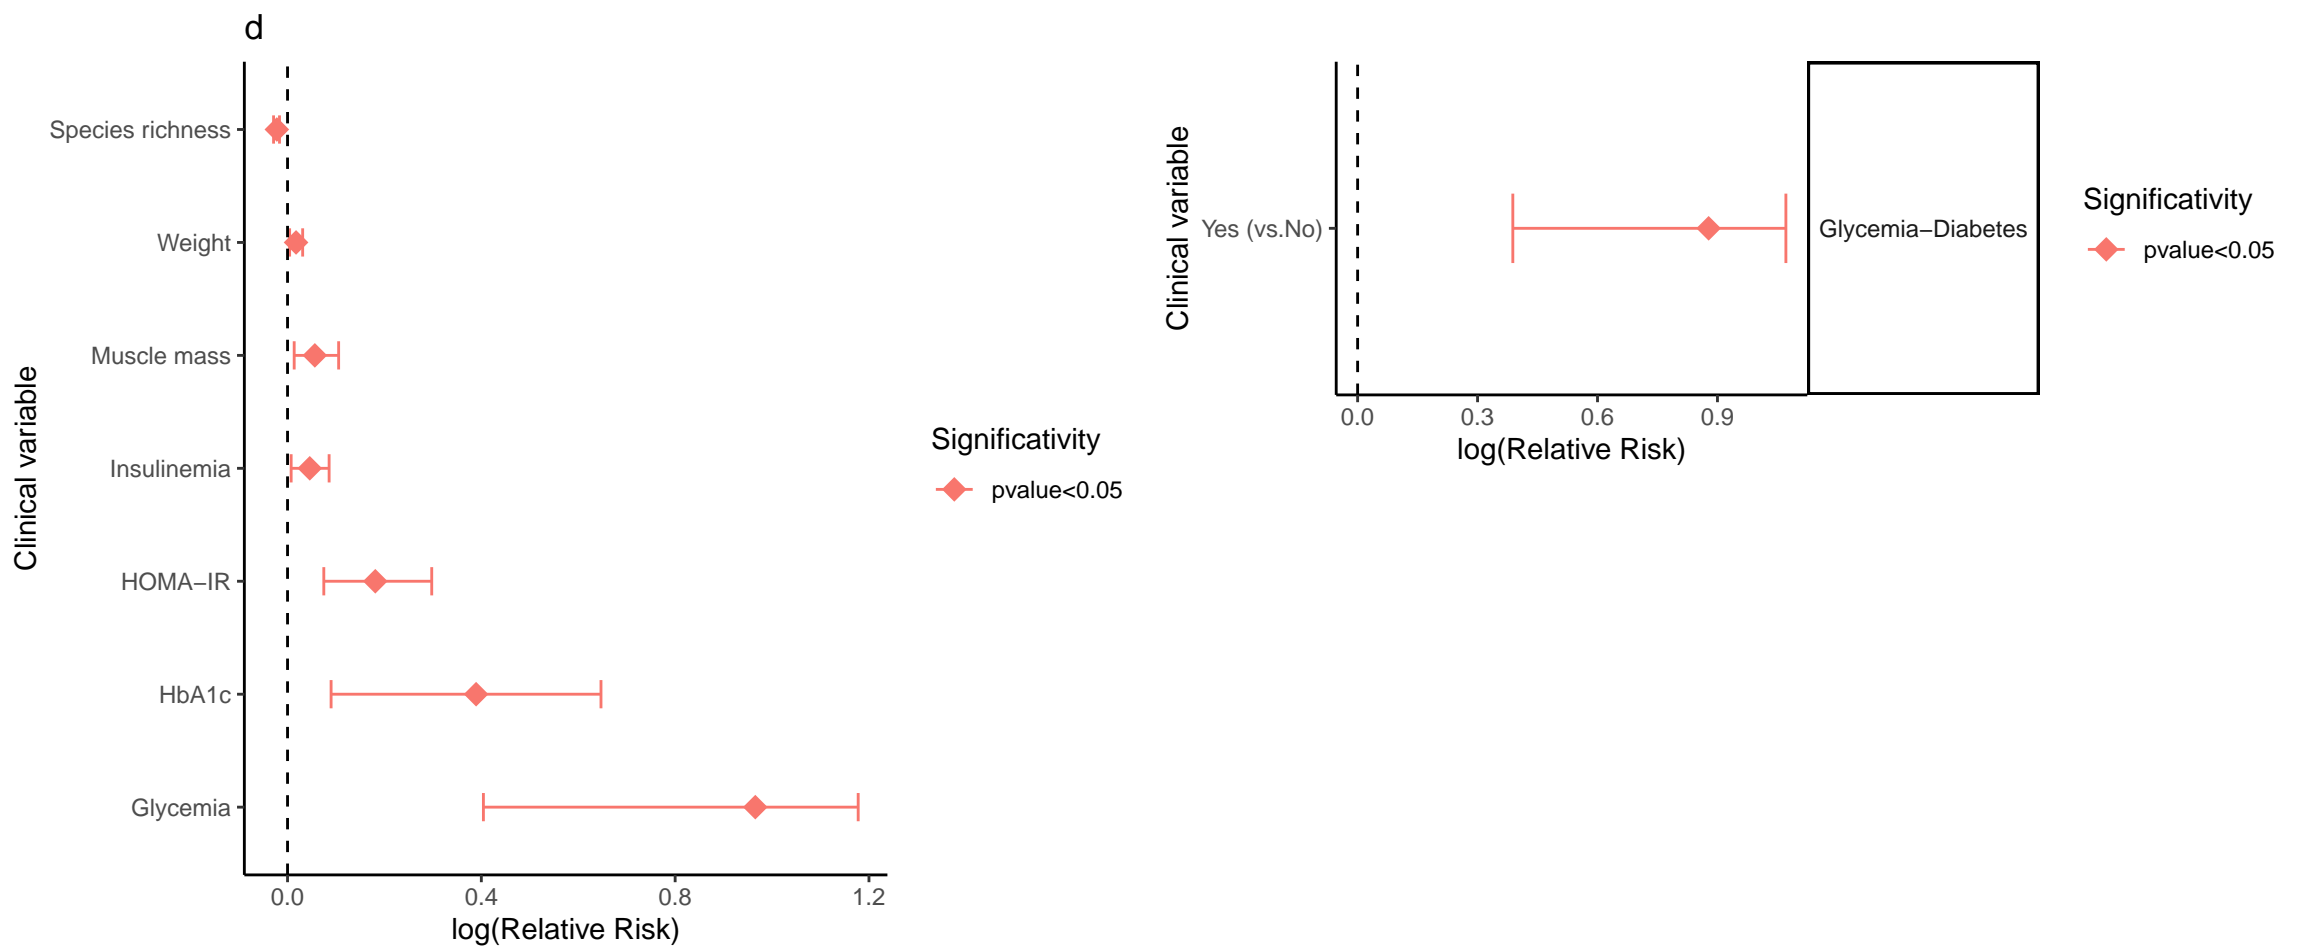 d
Clinical variable
Species richness
Weight
Muscle mass
Insulinemia
HOMA−IR
HbA1c
Glycemia
0.0 0.4 0.8 1.2
log(Relative Risk)
Significativity
pvalue<0.05
Clinical variable
Yes (vs.No)
0.0 0.3 0.6 0.9
log(Relative Risk)
Glycemia−Diabetes
Significativity
pvalue<0.05